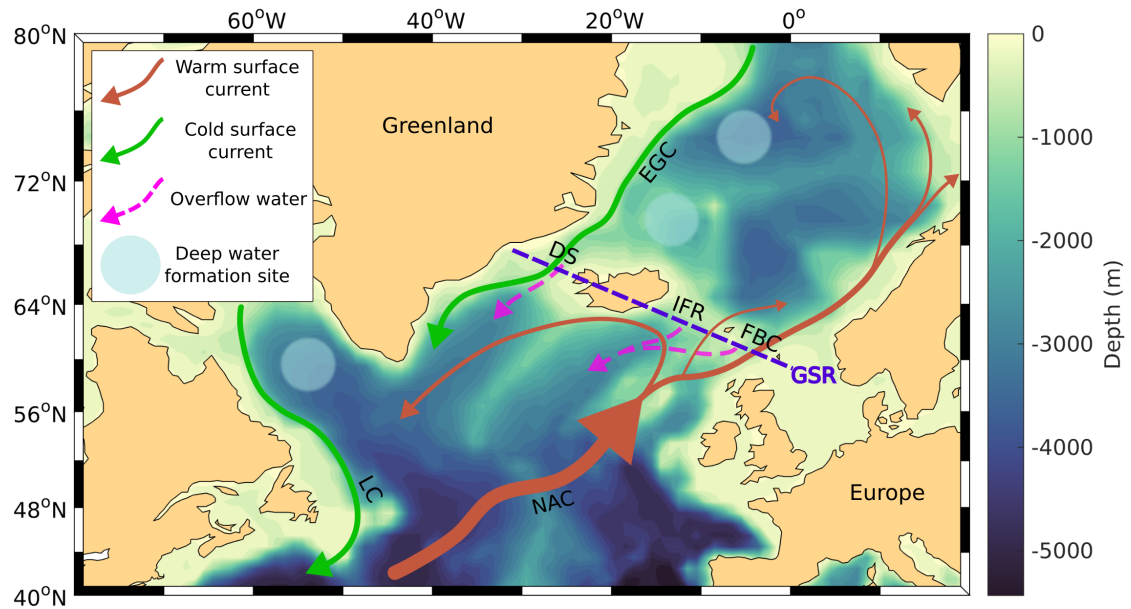 60°W 40°W 20°W 0°
80°N
72°N
64°N
56°N
48°N
40°N
Warm surface
current
Cold surface
current
Overflow water
Deep water
formation site
Greenland
EGC
DS
IFR
FBC
GSR
LC
NAC
Europe
0
-1000
-2000
-3000
-4000
-5000
Depth (m)